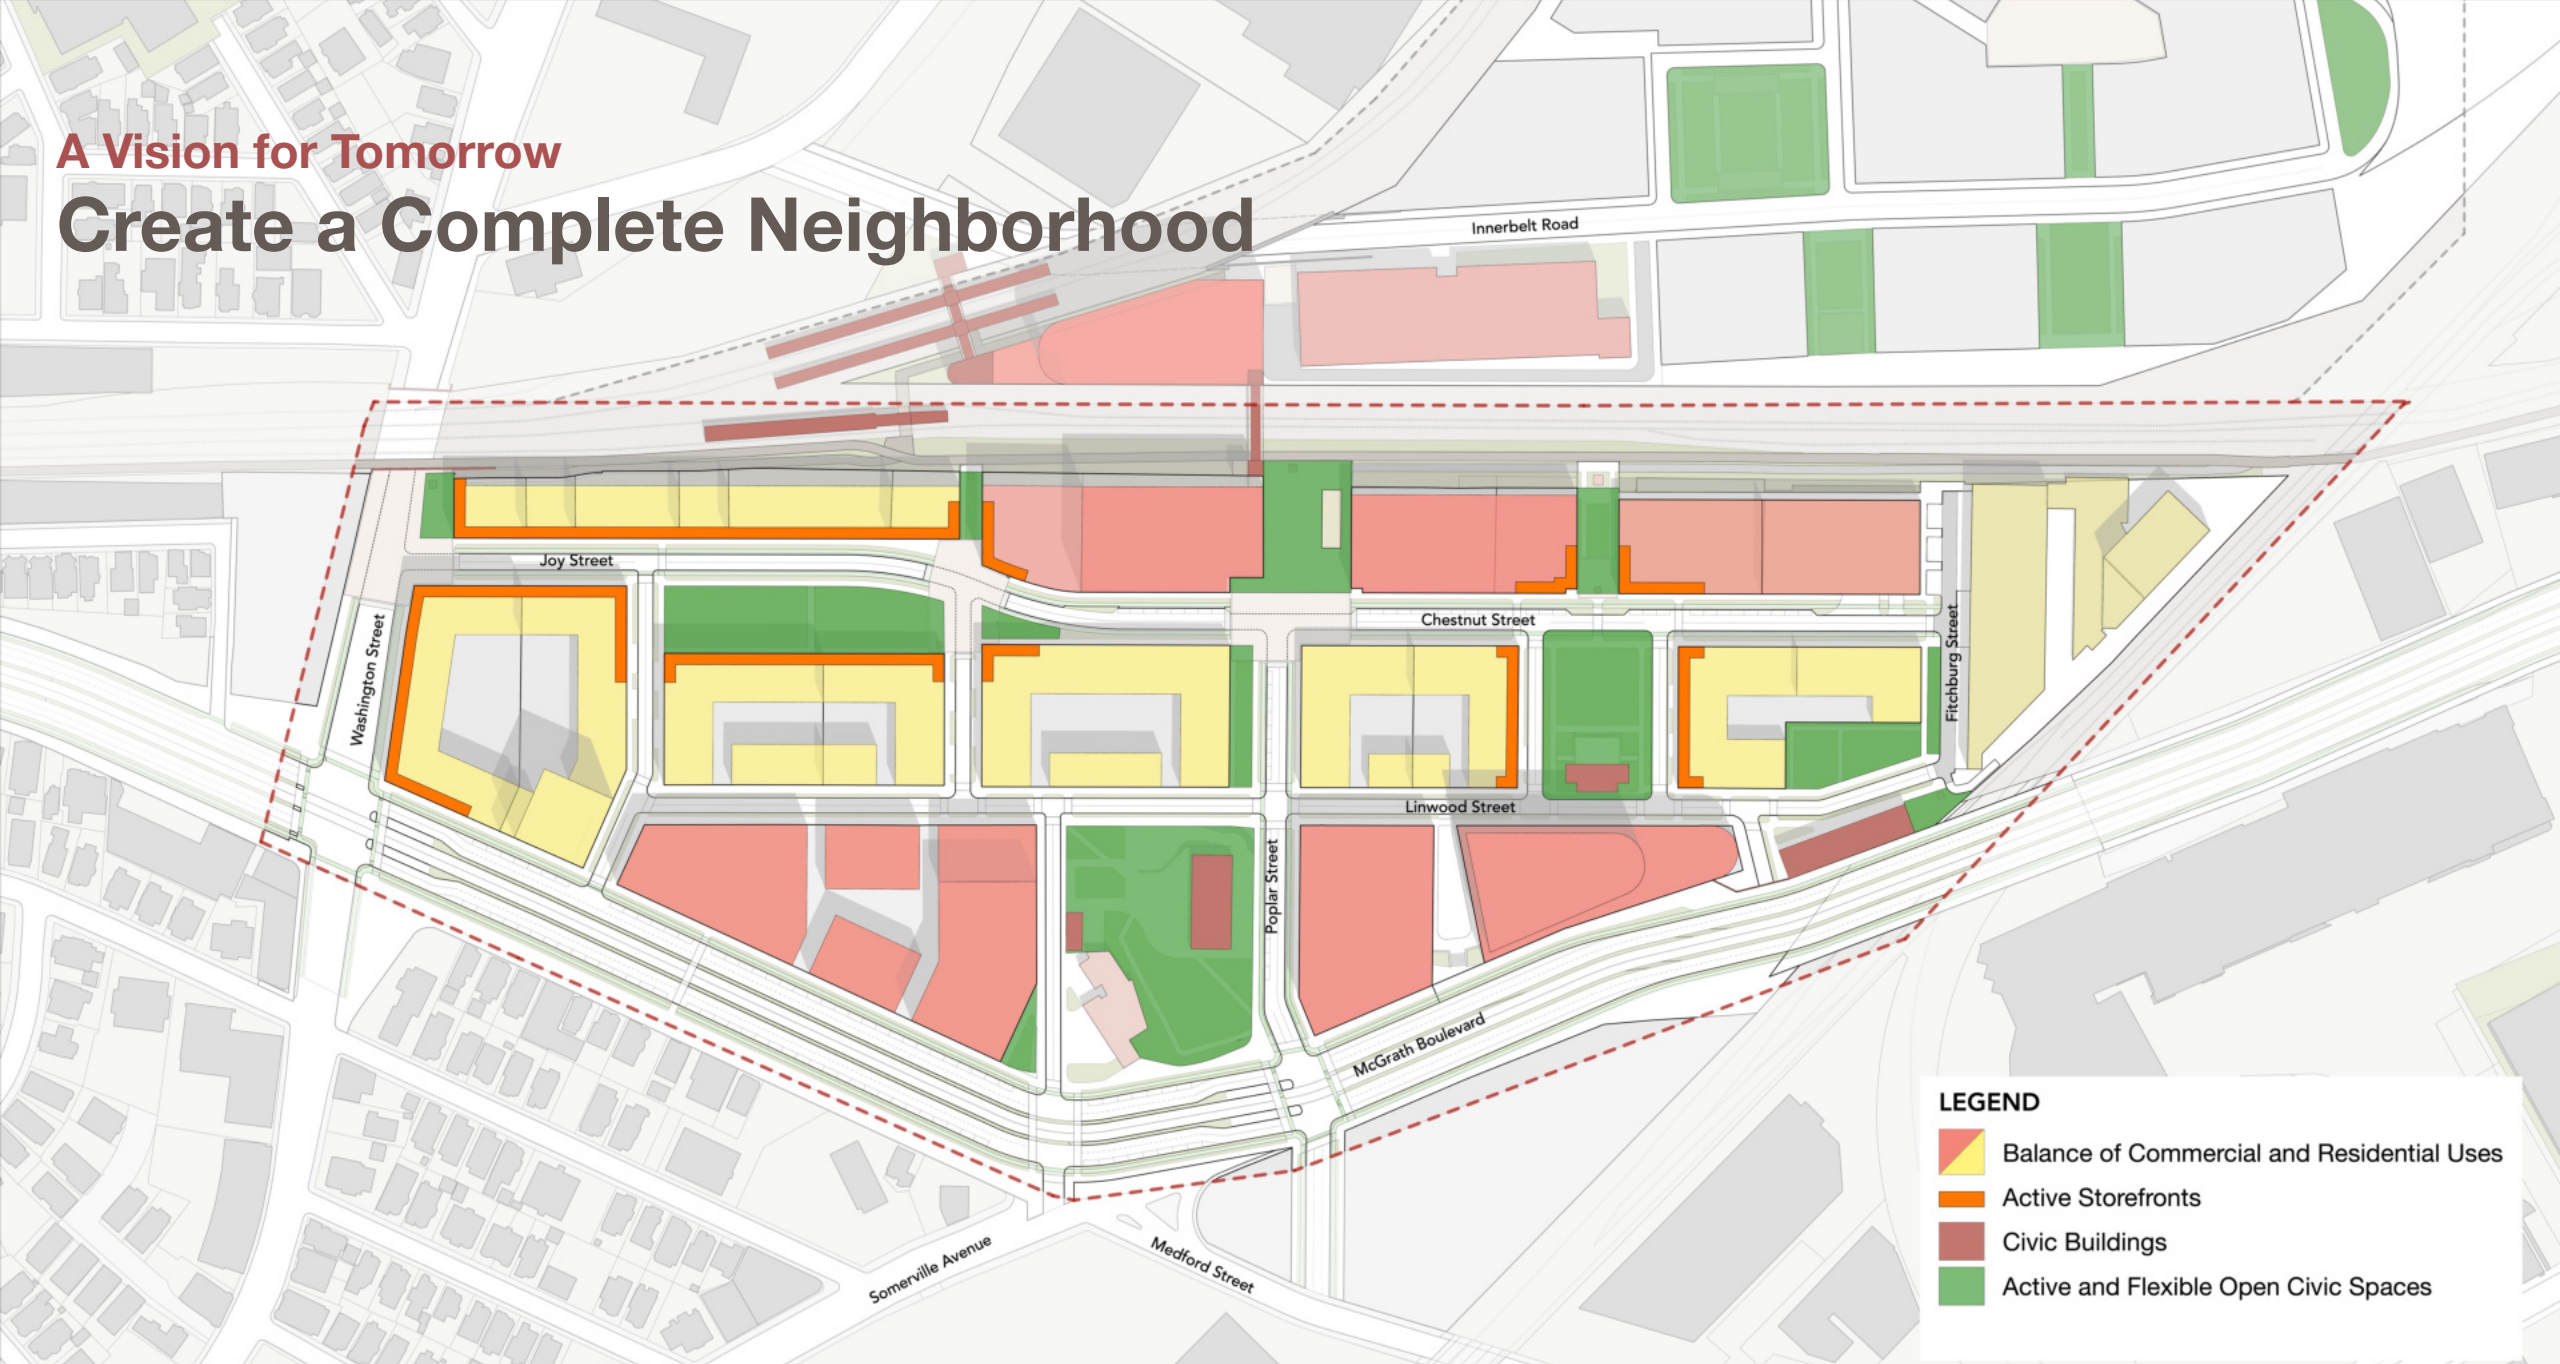 A Vision for Tomorrow
Create a Complete Neighborhood
Innerbelt Road
Joy Street
Chestnut Street
Washington Street
Fitchburg Street
Linwood Street
Poplar Street
McGrath Boulevard
Somerville Avenue
Medford Street
LEGEND
Balance of Commercial and Residential Uses
Active Storefronts
Civic Buildings
Active and Flexible Open Civic Spaces